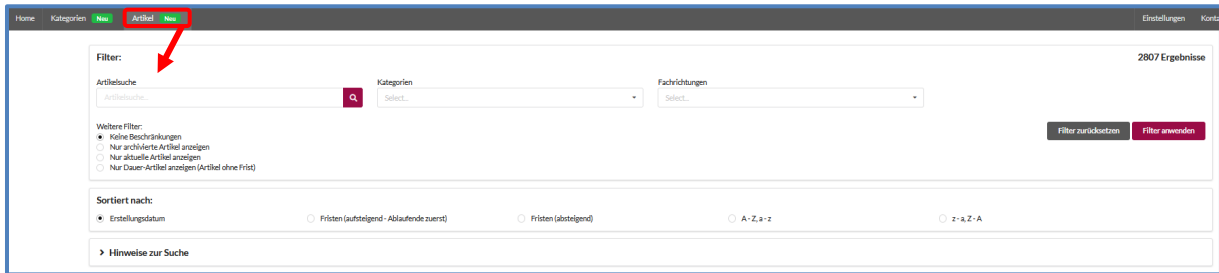 Home Kategorien Neu Artikel Neu Einstellungen
Filter: 2807 Ergebnisse
Artikelsuche Kategorien Fachrichtungen
Artikelsuche... Select... Select...
Weitere Filter:
Keine Beschränkungen Filter zurücksetzen Filter anwenden
Nur archivierte Artikel anzeigen
Nur aktuelle Artikel anzeigen
Nur Dauer-Artikel anzeigen (Artikel ohne Frist)
Sortiert nach:
Erstellungsdatum Fristen (aufsteigend - Ablaufende zuerst) Fristen (absteigend) A - Z, a - z z - a, Z - A
Hinweise zur Suche